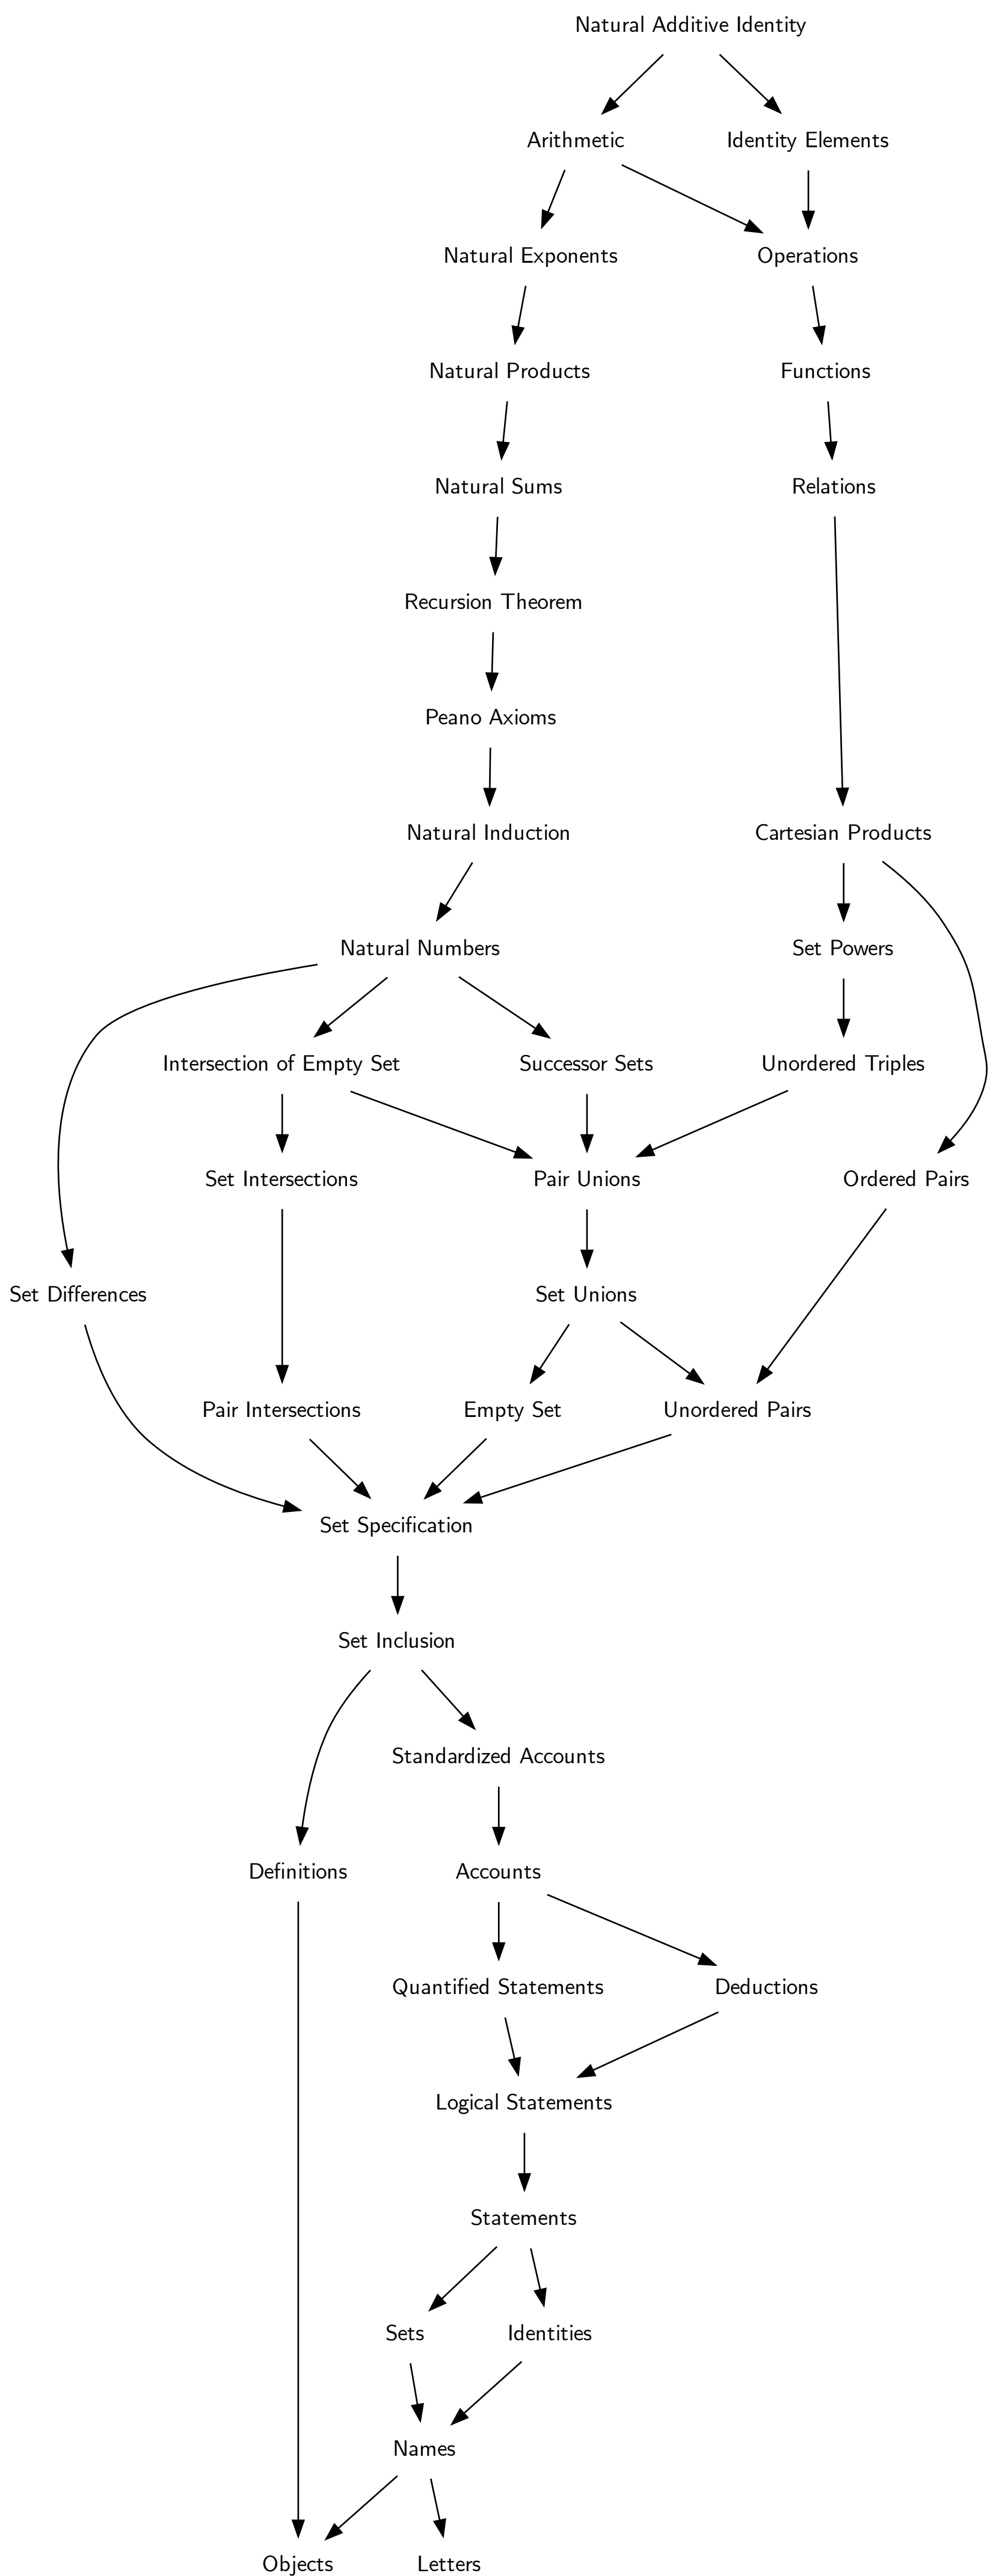 Natural Additive Identity
Arithmetic
Identity Elements
Natural Exponents
Operations
Natural Products
Functions
Natural Sums
Relations
Recursion Theorem
Peano Axioms
Natural Induction
Cartesian Products
Natural Numbers
Set Powers
Intersection of Empty Set
Successor Sets
Unordered Triples
Set Intersections
Pair Unions
Ordered Pairs
Set Differences
Set Unions
Pair Intersections
Empty Set
Unordered Pairs
Set Specification
Set Inclusion
Standardized Accounts
Definitions
Accounts
Quantified Statements
Deductions
Logical Statements
Statements
Sets
Identities
Names
Objects
Letters